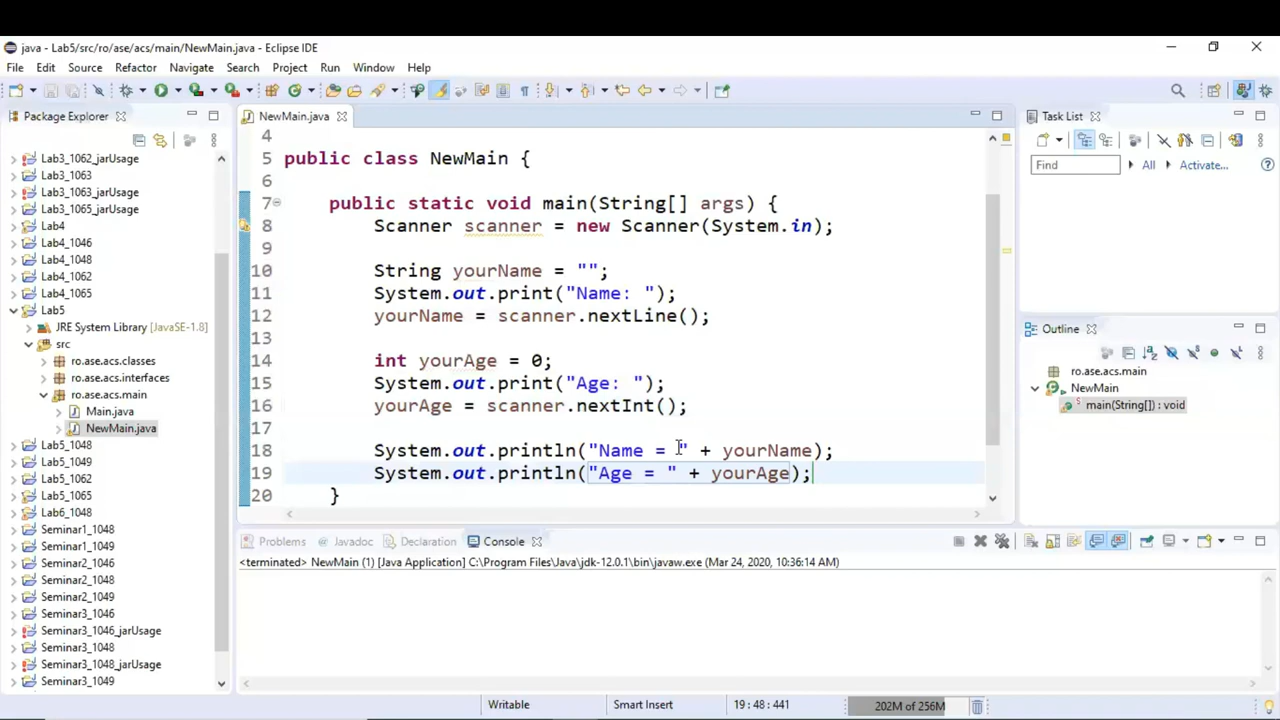 java - Lab5/src/ro/ase/acs/main/NewMain.java - Eclipse IDE
File Edit Source Refactor Navigate Search Project Run Window Help
Package Explorer
Lab3_1062_jarUsage
Lab3_1063
Lab3_1063_jarUsage
Lab3_1065_jarUsage
Lab4
Lab4_1046
Lab4_1048
Lab4_1062
Lab4_1065
Lab5
JRE System Library [JavaSE-1.8]
src
ro.ase.acs.classes
ro.ase.acs.interfaces
ro.ase.acs.main
Main.java
NewMain.java
Lab5_1048
Lab5_1049
Lab5_1062
Lab5_1065
Lab6_1048
Seminar1_1048
Seminar1_1049
Seminar2_1046
Seminar2_1048
Seminar2_1049
Seminar3_1046
Seminar3_1046_jarUsage
Seminar3_1048
Seminar3_1048_jarUsage
Seminar3_1049
NewMain.java
4
5 public class NewMain {
6
7 public static void main(String[] args) {
8 Scanner scanner = new Scanner(System.in);
9
10 String yourName = "";
11 System.out.print("Name: ");
12 yourName = scanner.nextLine();
13
14 int yourAge = 0;
15 System.out.print("Age: ");
16 yourAge = scanner.nextInt();
17
18 System.out.println("Name = " + yourName);
19 System.out.println("Age = " + yourAge);
20 }
Task List
Find All Activate...
Outline
ro.ase.acs.main
NewMain
main(String[]) : void
Problems Javadoc Declaration Console
<terminated> NewMain (1) [Java Application] C:\Program Files\Java\jdk-12.0.1\bin\javaw.exe (Mar 24, 2020, 10:36:14 AM)
Writable Smart Insert 19 : 48 : 441 202M of 256M